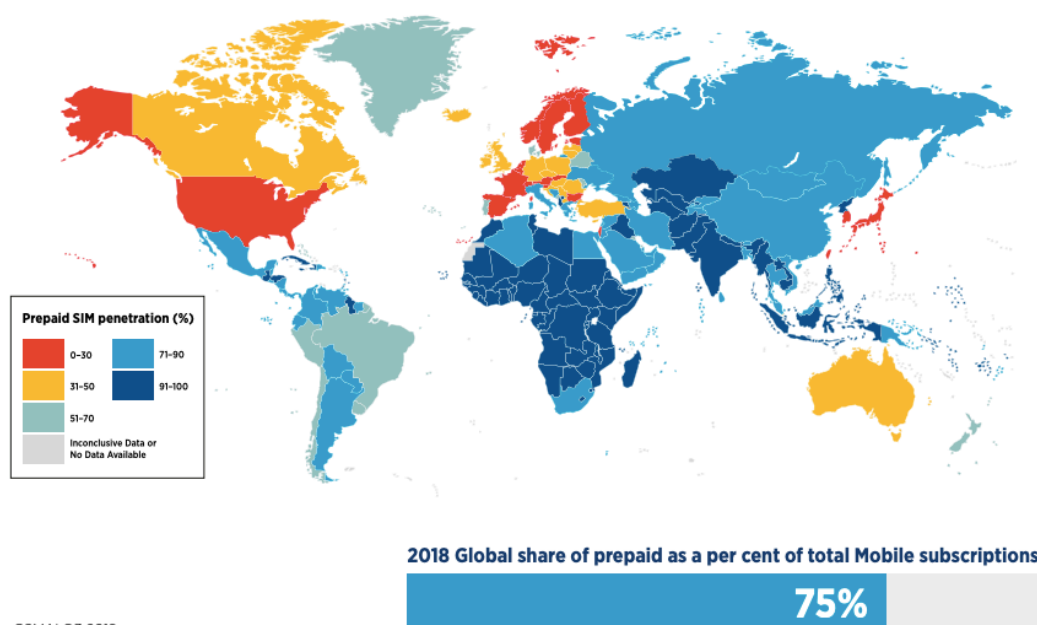 Prepaid SIM penetration (%)
0–30
71–90
31–50
91–100
51–70
Inconclusive Data or
No Data Available
2018 Global share of prepaid as a per cent of total Mobile subscriptions
75%